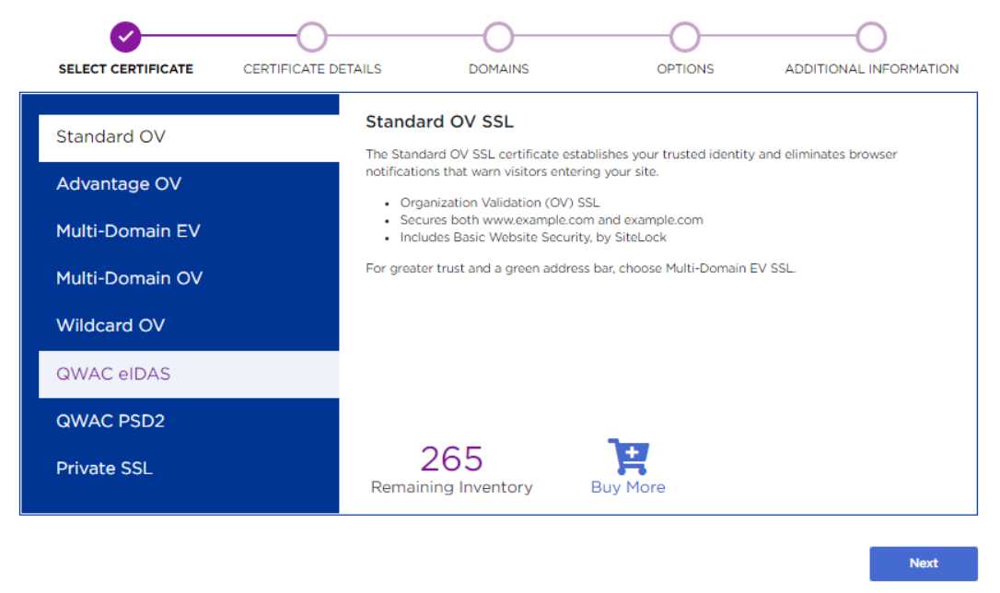 SELECT CERTIFICATE
CERTIFICATE DETAILS
DOMAINS
OPTIONS
ADDITIONAL INFORMATION
Standard OV
Advantage OV
Multi-Domain EV
Multi-Domain OV
Wildcard OV
QWAC eIDAS
QWAC PSD2
Private SSL
Standard OV SSL
The Standard OV SSL certificate establishes your trusted identity and eliminates browser
notifications that warn visitors entering your site.
• Organization Validation (OV) SSL
• Secures both www.example.com and example.com
• Includes Basic Website Security, by SiteLock
For greater trust and a green address bar, choose Multi-Domain EV SSL.
265
Remaining Inventory
Buy More
Next